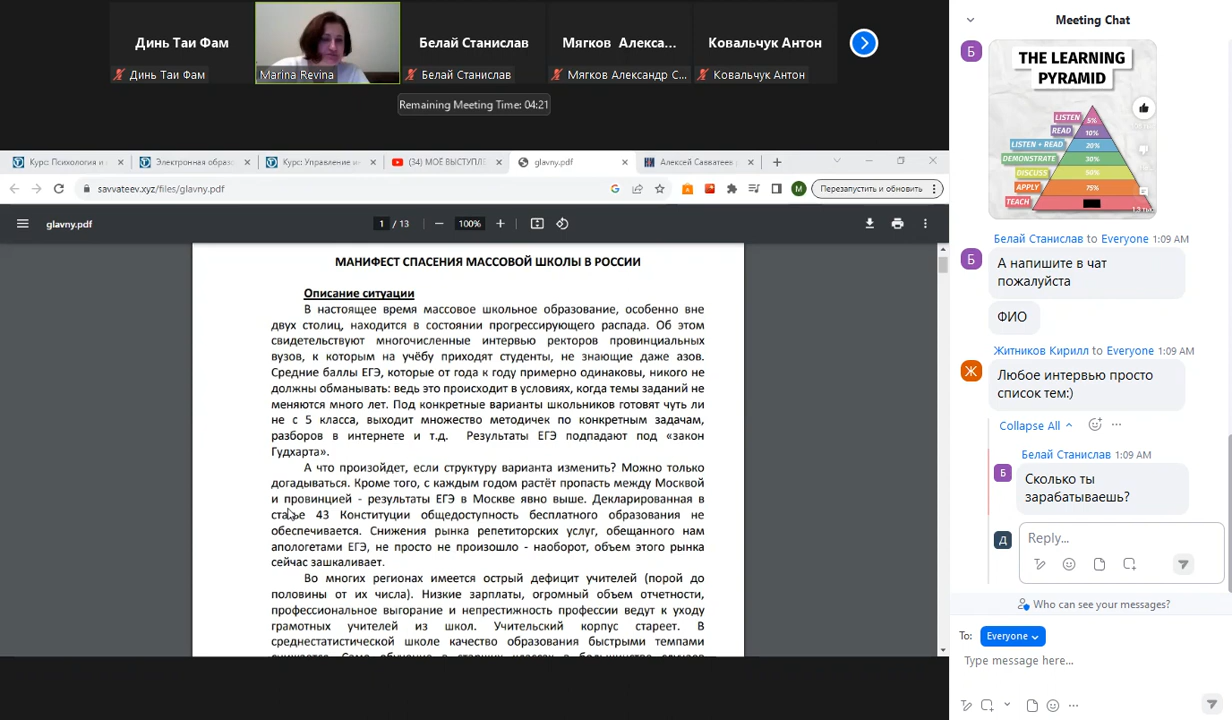 Динь Таи Фам
Белай Станислав
Мягков Алекса...
Ковальчук Антон
Динь Таи Фам
Marina Revina
Белай Станислав
Мягков Александр С...
Ковальчук Антон
Remaining Meeting Time: 04:21
Курс: Психология и
Электронная образо
Курс: Управление ин
(34) МОЁ ВЫСТУПЛЕ
glavny.pdf
Алексей Савватеев р
savvateev.xyz/files/glavny.pdf
М
Перезапустить и обновить
glavny.pdf
1 / 13
100%
МАНИФЕСТ СПАСЕНИЯ МАССОВОЙ ШКОЛЫ В РОССИИ
Описание ситуации
В настоящее время массовое школьное образование, особенно вне
двух столиц, находится в состоянии прогрессирующего распада. Об этом
свидетельствуют многочисленные интервью ректоров провинциальных
вузов, к которым на учёбу приходят студенты, не знающие даже азов.
Средние баллы ЕГЭ, которые от года к году примерно одинаковы, никого не
должны обманывать: ведь это происходит в условиях, когда темы заданий не
меняются много лет. Под конкретные варианты школьников готовят чуть ли
не с 5 класса, выходит множество методичек по конкретным задачам,
разборов в интернете и т.д. Результаты ЕГЭ подпадают под «закон
Гудхарта».
А что произойдет, если структуру варианта изменить? Можно только
догадываться. Кроме того, с каждым годом растёт пропасть между Москвой
и провинцией - результаты ЕГЭ в Москве явно выше. Декларированная в
статье 43 Конституции общедоступность бесплатного образования не
обеспечивается. Снижения рынка репетиторских услуг, обещанного нам
апологетами ЕГЭ, не просто не произошло - наоборот, объем этого рынка
сейчас зашкаливает.
Во многих регионах имеется острый дефицит учителей (порой до
половины от их числа). Низкие зарплаты, огромный объем отчетности,
профессиональное выгорание и непрестижность профессии ведут к уходу
грамотных учителей из школ. Учительский корпус стареет. В
среднестатистической школе качество образования быстрыми темпами
Meeting Chat
Б
THE LEARNING
PYRAMID
LISTEN 5%
READ 10%
LISTEN + READ 20%
DEMONSTRATE 30%
DISCUSS 50%
APPLY 75%
TEACH
Белай Станислав to Everyone 1:09 AM
Б
А напишите в чат
пожалуйста
ФИО
Житников Кирилл to Everyone 1:09 AM
Ж
Любое интервью просто
список тем:)
Collapse All
Белай Станислав 1:09 AM
Б
Сколько ты
зарабатываешь?
Д
Reply...
Who can see your messages?
To: Everyone
Type message here...